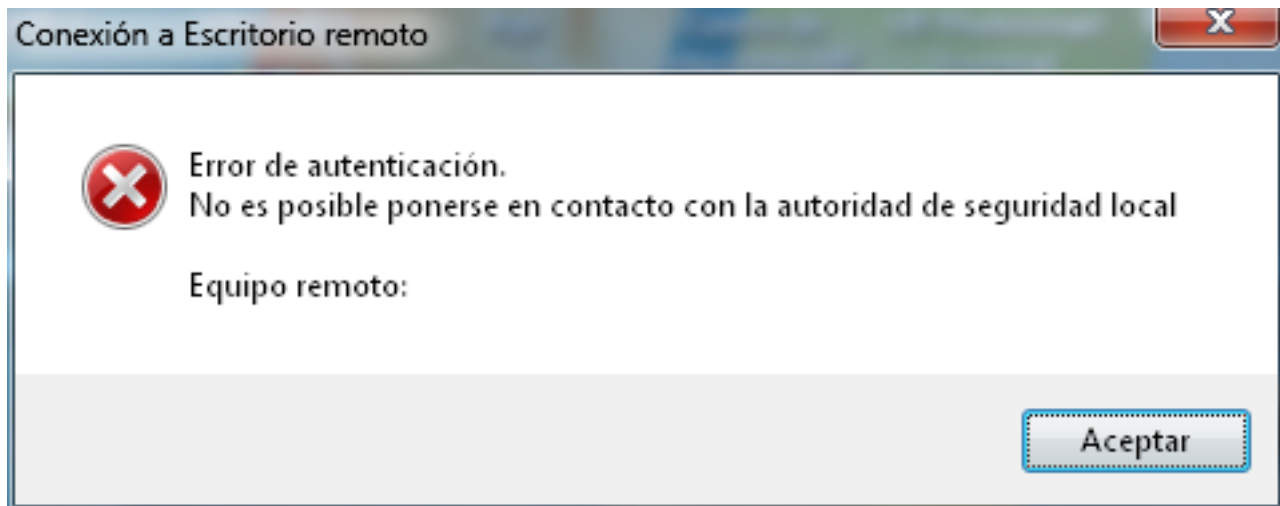 Conexión a Escritorio remoto
Error de autenticación.
No es posible ponerse en contacto con la autoridad de seguridad local
Equipo remoto:
Aceptar